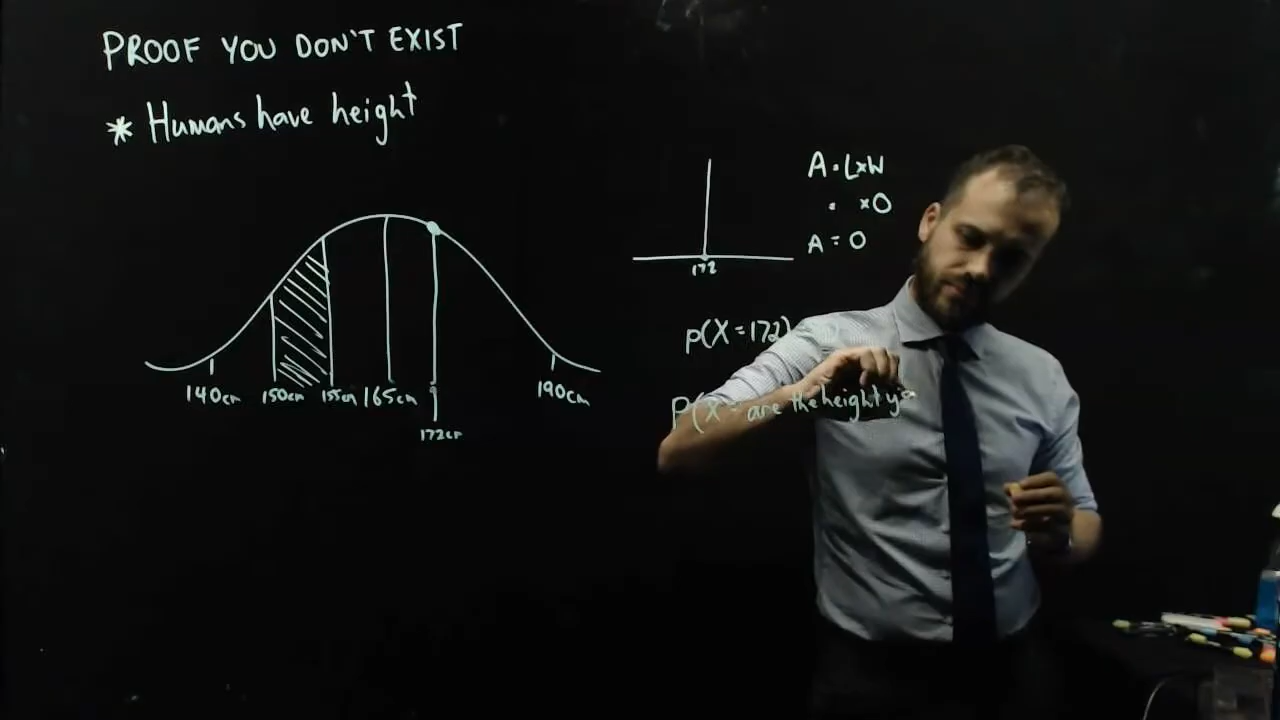 PROOF YOU DON'T EXIST
* Humans have height
140cm 150cm 155cm 165cm 172cm 190cm
172
A = L×W
= ×0
A = 0
P(X=172)
P(X = are the height